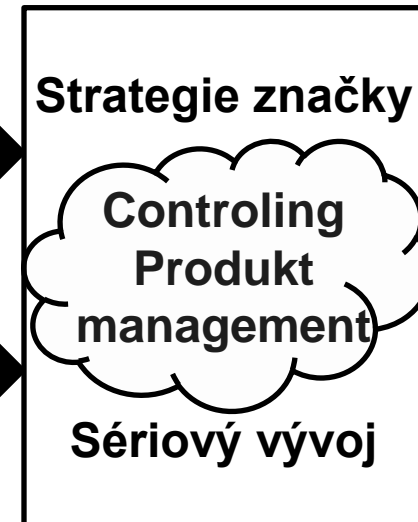 Strategie značky
Controling
Produkt
management
Sériový vývoj